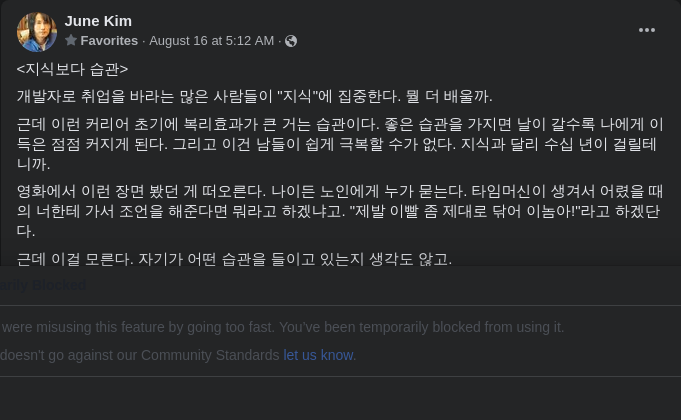 June Kim
Favorites · August 16 at 5:12 AM ·
<지식보다 습관>
개발자로 취업을 바라는 많은 사람들이 "지식"에 집중한다. 뭘 더 배울까.
근데 이런 커리어 초기에 복리효과가 큰 거는 습관이다. 좋은 습관을 가지면 날이 갈수록 나에게 이
득은 점점 커지게 된다. 그리고 이건 남들이 쉽게 극복할 수가 없다. 지식과 달리 수십 년이 걸릴테
니까.
영화에서 이런 장면 봤던 게 떠오른다. 나이든 노인에게 누가 묻는다. 타임머신이 생겨서 어렸을 때
의 너한테 가서 조언을 해준다면 뭐라고 하겠냐고. "제발 이빨 좀 제대로 닦어 이놈아!"라고 하겠단
다.
근데 이걸 모른다. 자기가 어떤 습관을 들이고 있는지 생각도 않고.
Blocked
were misusing this feature by going too fast. You've been temporarily blocked from using it.
doesn't go against our Community Standards let us know.